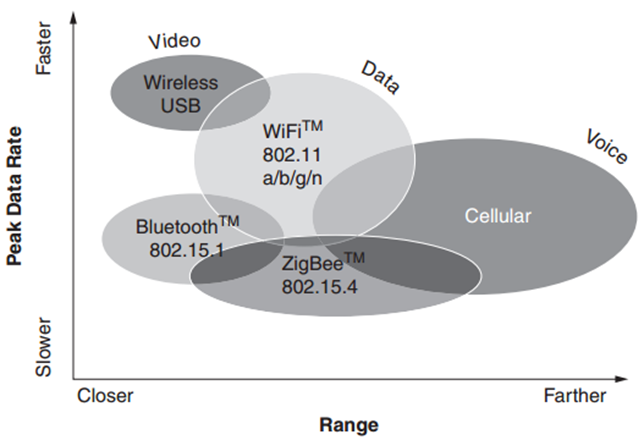 Faster
Video
Wireless
USB
Data
WiFi™
802.11
a/b/g/n
Voice
Peak Data Rate
Bluetooth™
802.15.1
Cellular
ZigBee™
802.15.4
Slower
Closer
Farther
Range